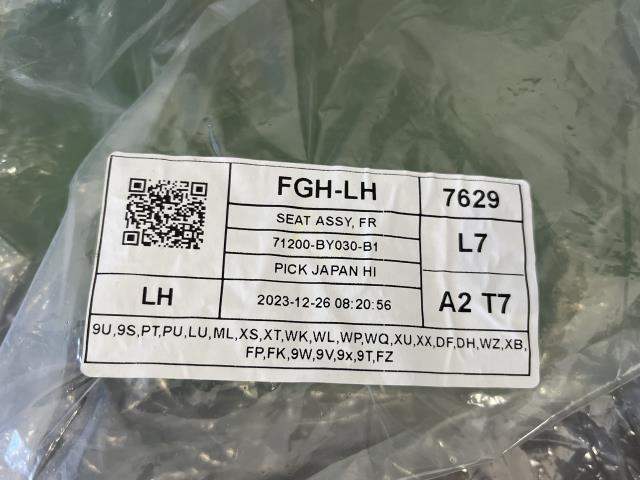 FGH-LH
7629
SEAT ASSY, FR
71200-BY030-B1
L7
PICK JAPAN HI
LH
2023-12-26 08:20:56
A2 T7
9U,9S,PT,PU,LU,ML,XS,XT,WK,WL,WP,WQ,XU,XX,DF,DH,WZ,XB,
FP,FK,9W,9V,9x,9T,FZ